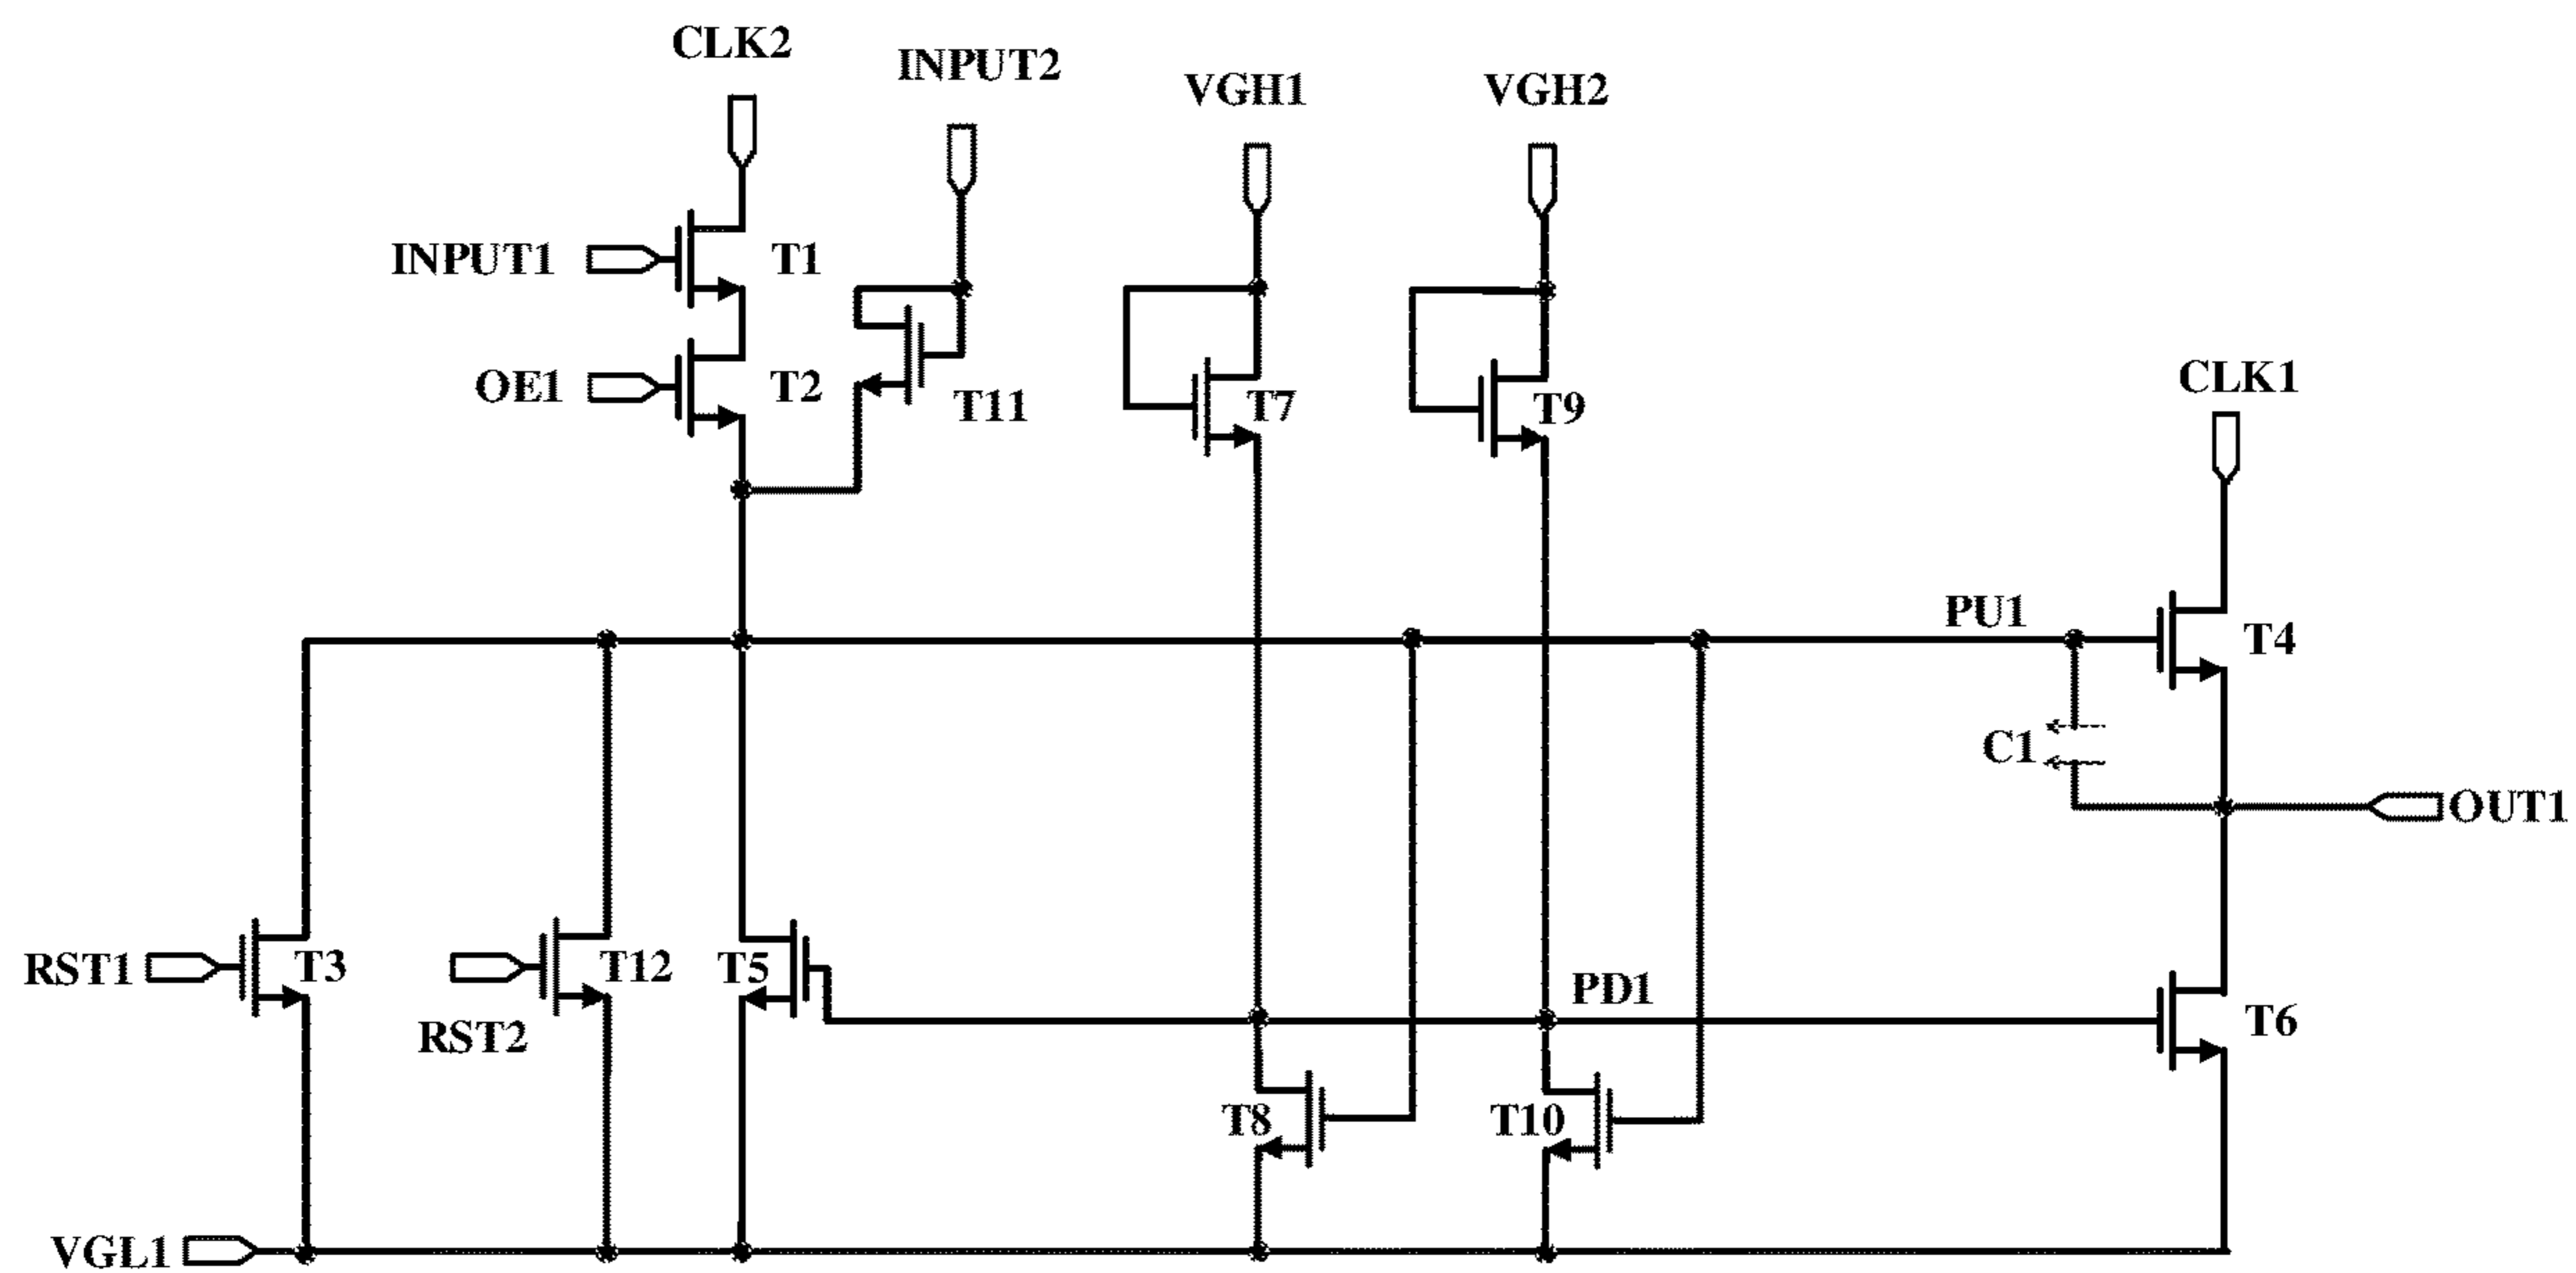 CLK2
INPUT2
VGH1
VGH2
INPUT1
T1
OE1
T2
T11
T7
T9
CLK1
PU1
T4
C1
OUT1
RST1
T3
T12
T5
RST2
PD1
T6
T8
T10
VGL1